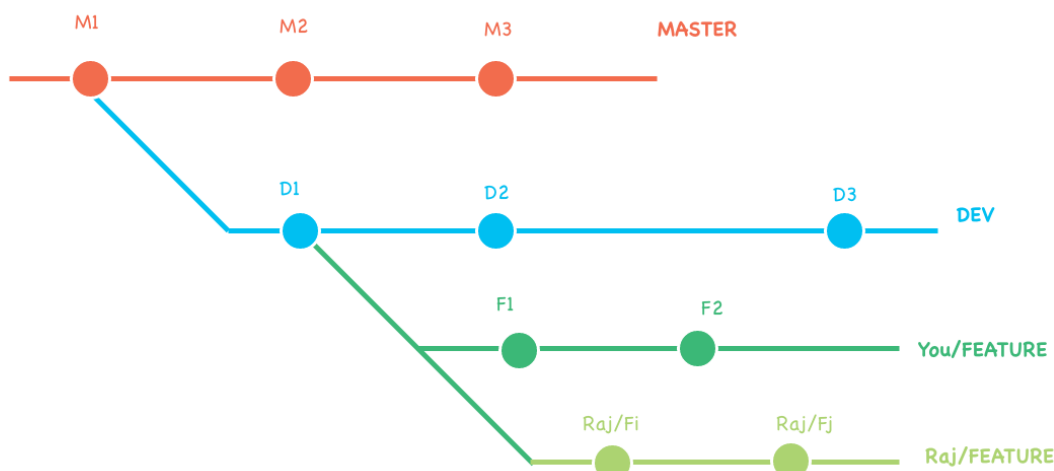 M1
M2
M3
MASTER
D1
D2
D3
DEV
F1
F2
You/FEATURE
Raj/Fi
Raj/Fj
Raj/FEATURE